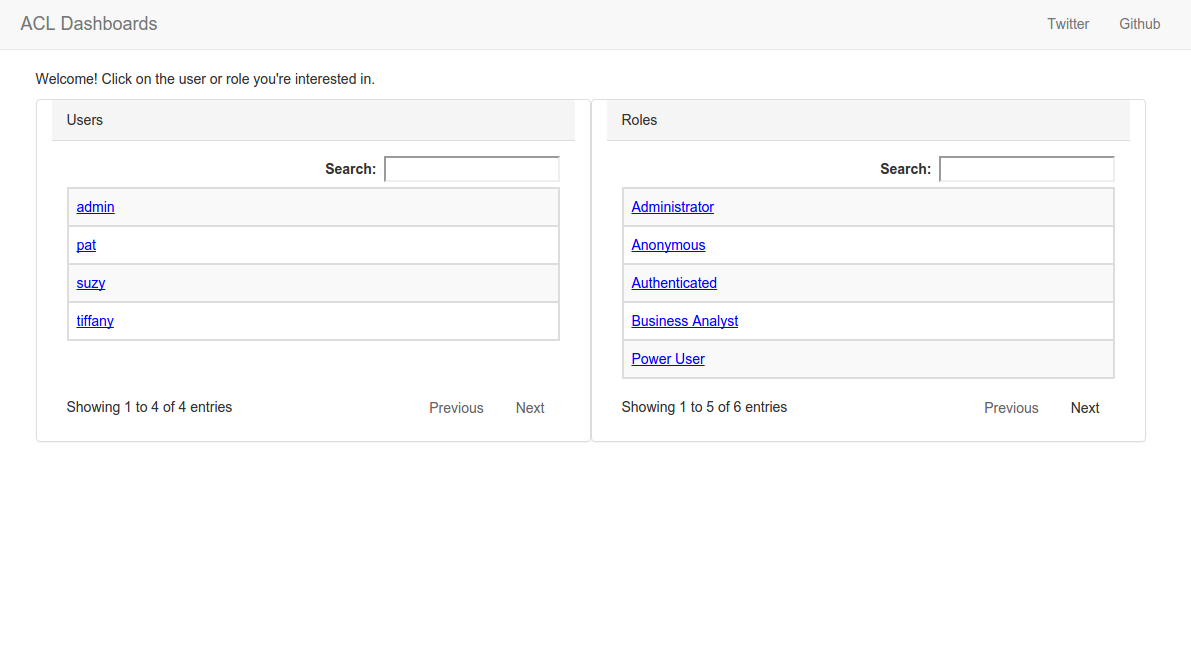 ACL Dashboards Twitter Github
Welcome! Click on the user or role you're interested in.
Users
Search:
admin
pat
suzy
tiffany
Showing 1 to 4 of 4 entries Previous Next
Roles
Search:
Administrator
Anonymous
Authenticated
Business Analyst
Power User
Showing 1 to 5 of 6 entries Previous Next